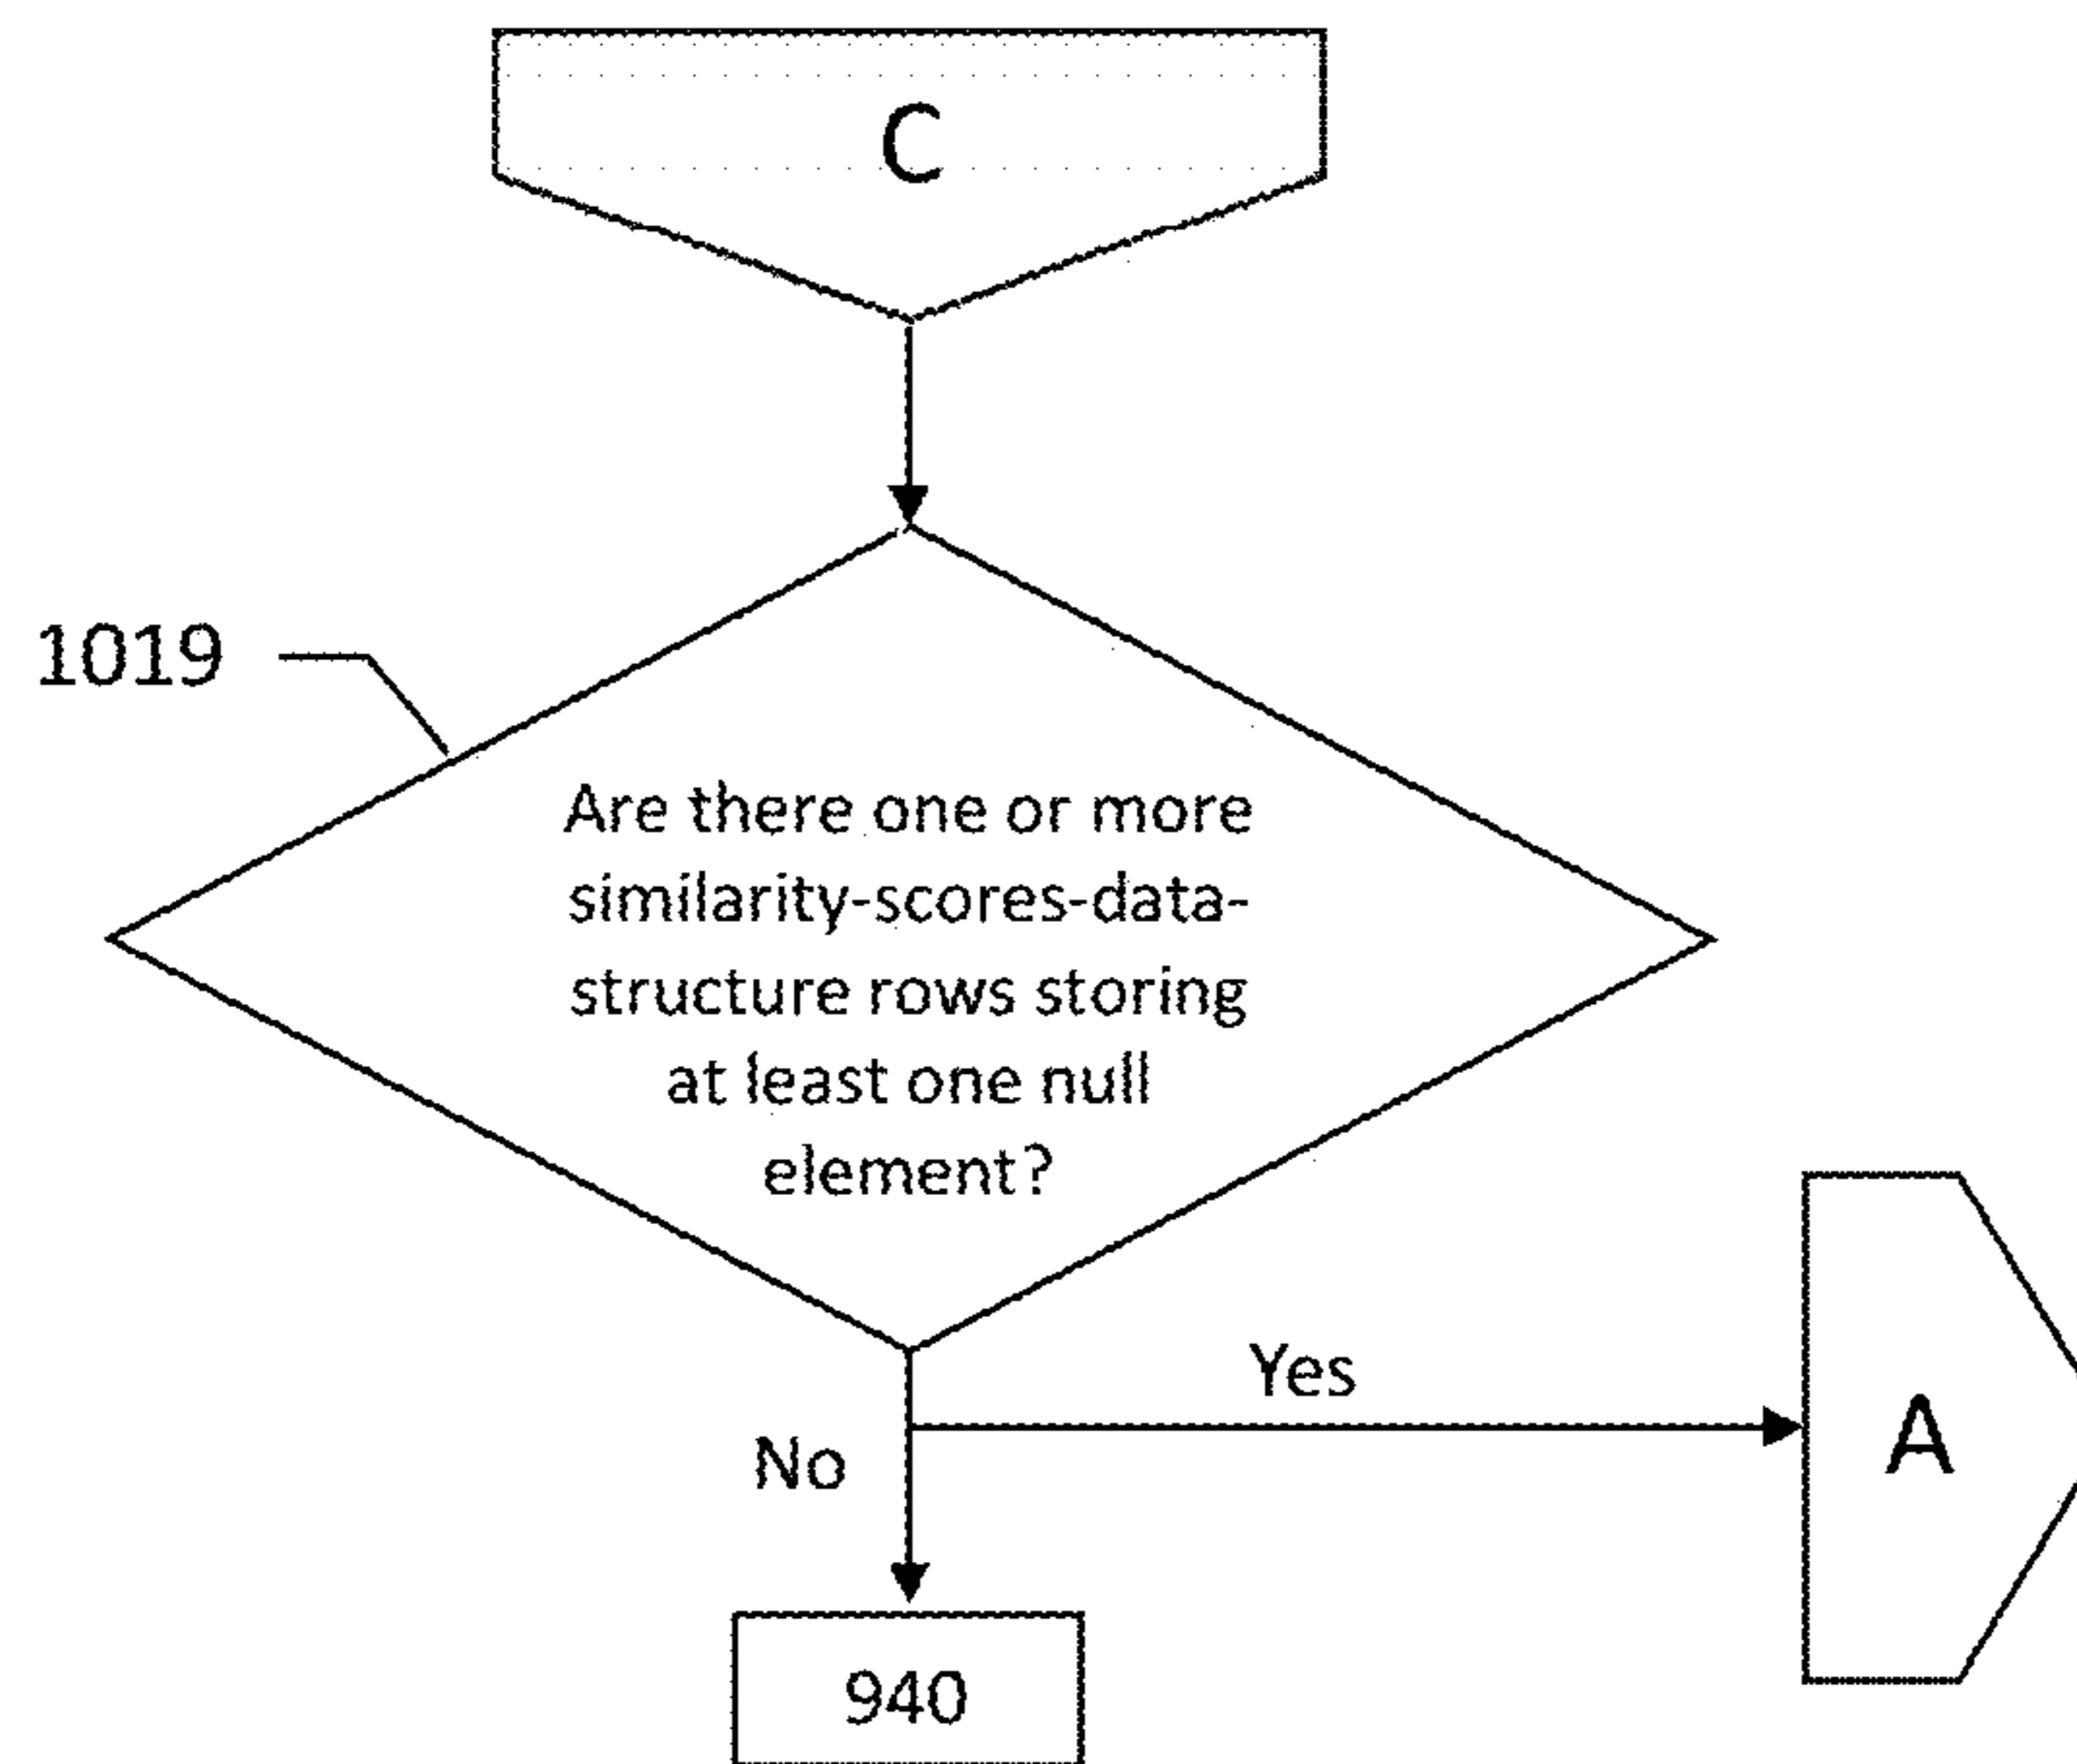 C
1019
Are there one or more
similarity-scores-data-
structure rows storing
at least one null
element?
Yes
No
A
940